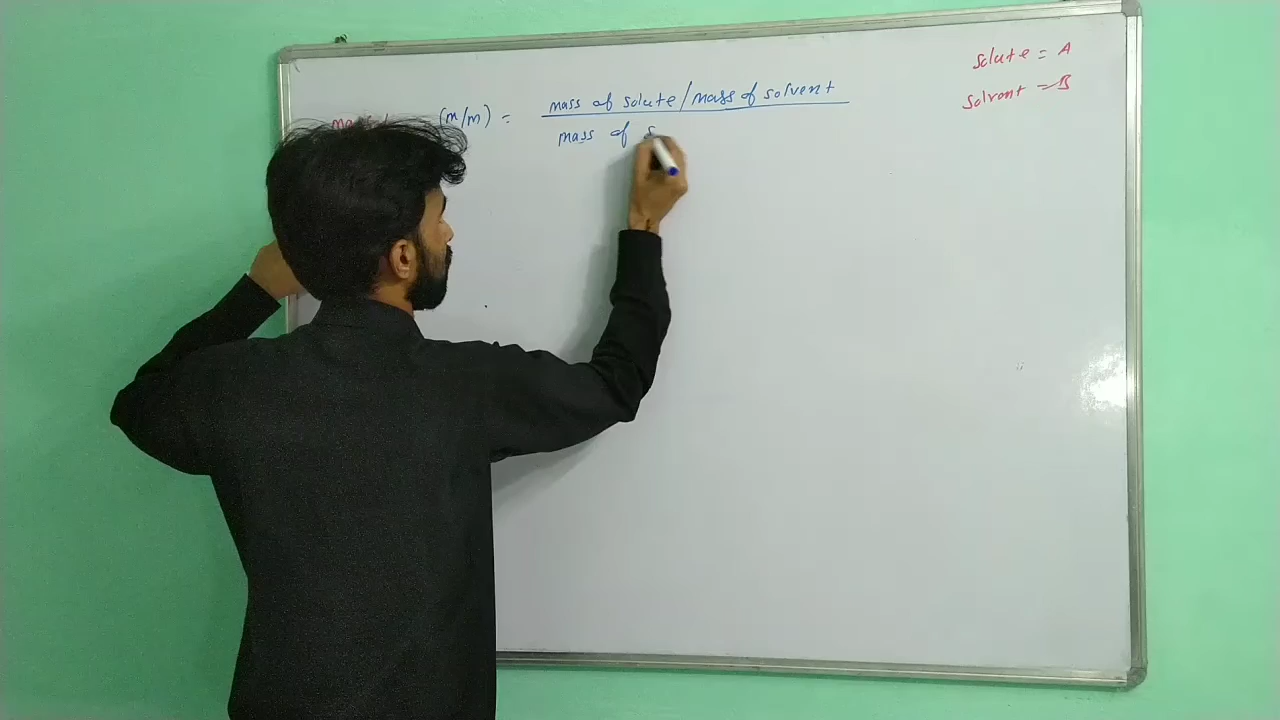 solute = A
solvent = B
(m/m) = mass of solute/mass of solvent
mass of s